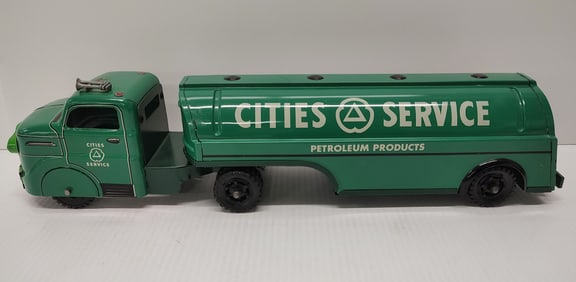 CITIES SERVICE
PETROLEUM PRODUCTS
CITIES
SERVICE